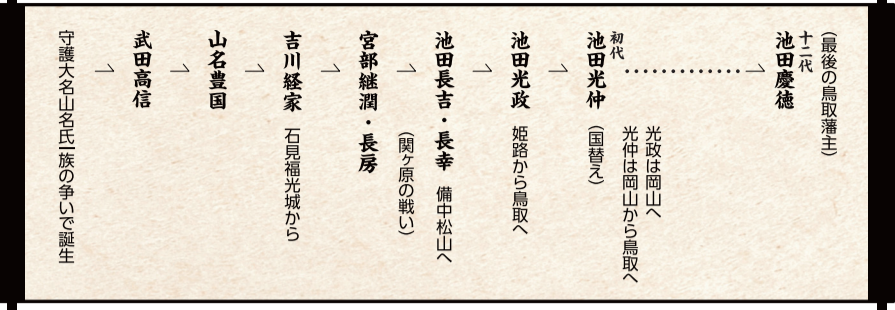 守護大名山名氏一族の争いで誕生
武田高信
山名豊国
吉川経家 石見福光城から
宮部継潤・長房
(関ヶ原の戦い)
池田長吉・長幸 備中松山へ
池田光政 姫路から鳥取へ
初代
池田光仲 (国替え)
光政は岡山へ
光仲は岡山から鳥取へ
十二代
池田慶徳
(最後の鳥取藩主)